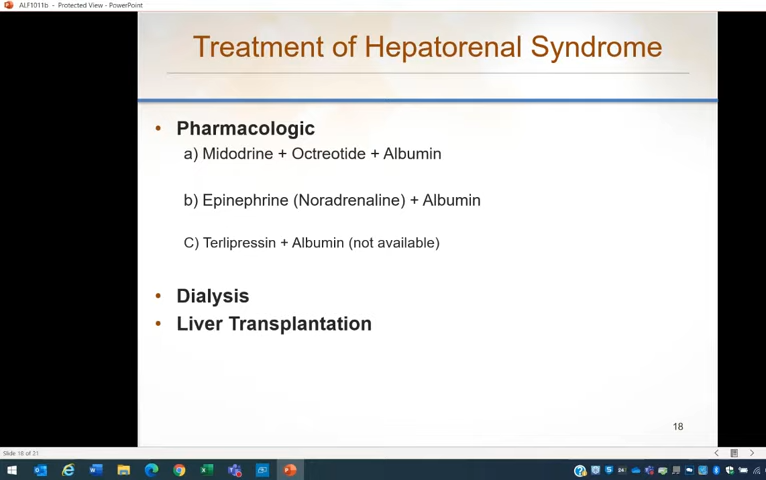 ALF1011b - Protected View - PowerPoint
Treatment of Hepatorenal Syndrome
• Pharmacologic
a) Midodrine + Octreotide + Albumin
b) Epinephrine (Noradrenaline) + Albumin
C) Terlipressin + Albumin (not available)
• Dialysis
• Liver Transplantation
18
Slide 18 of 21